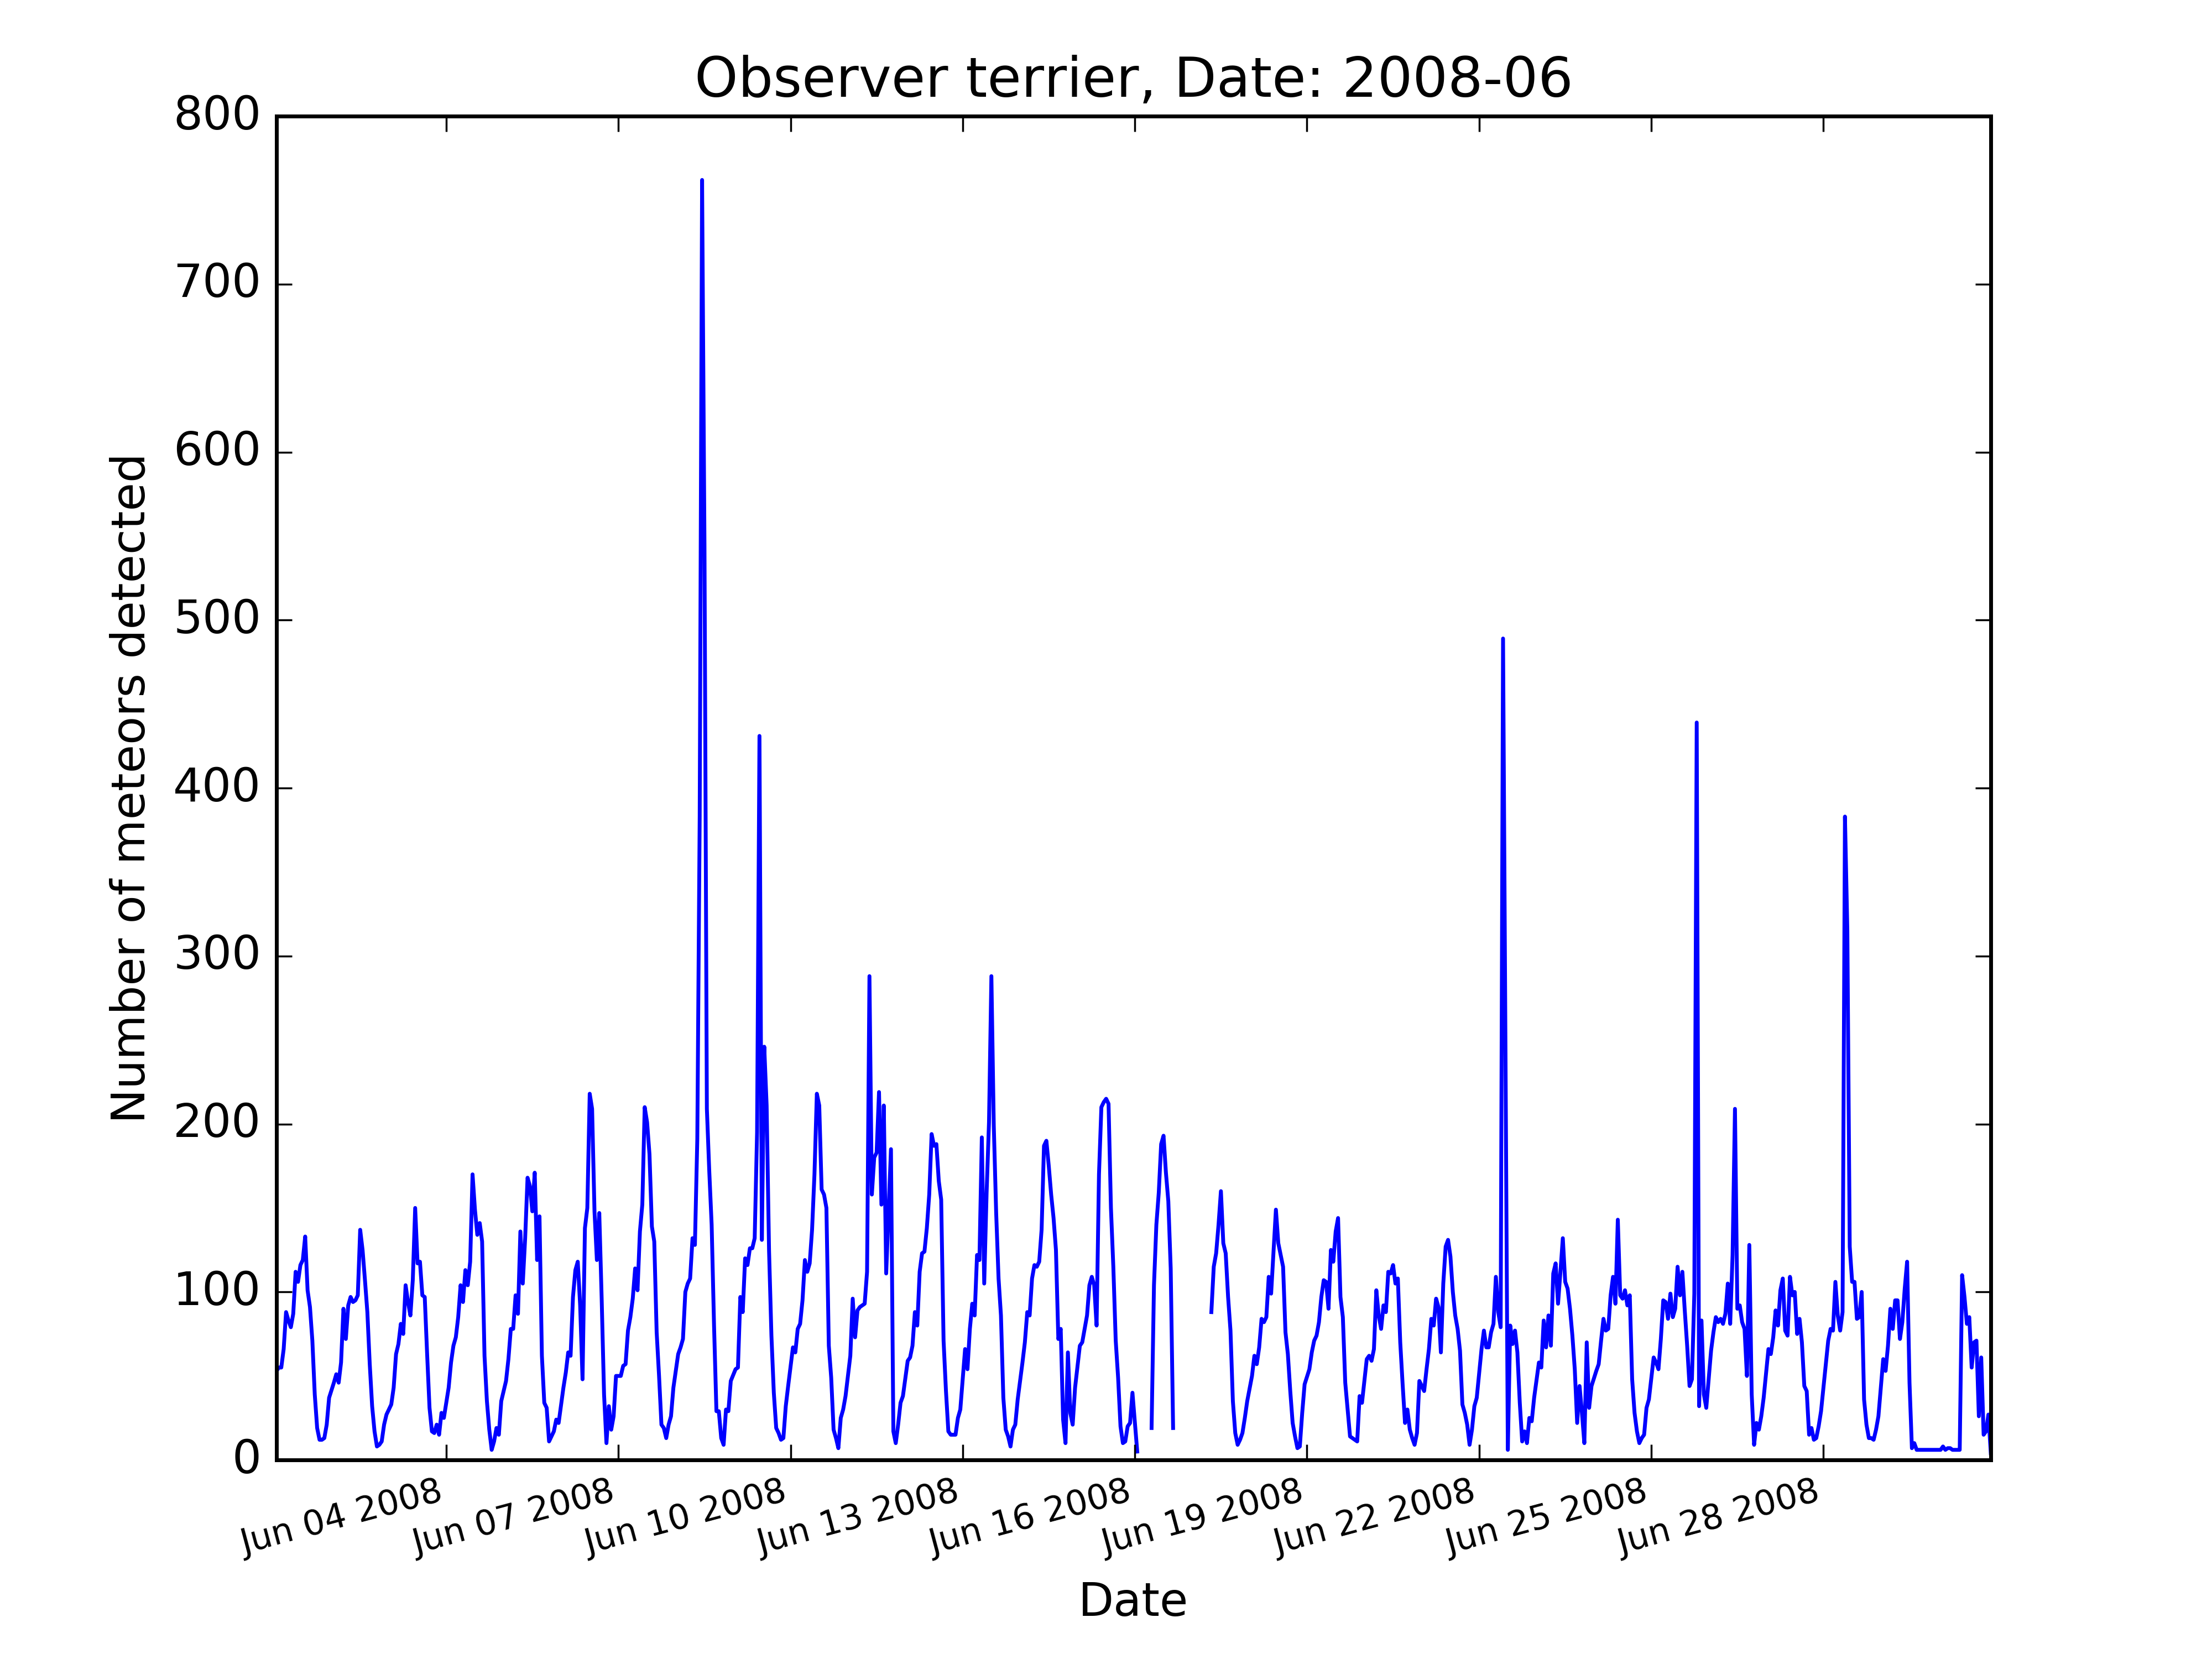 Observer terrier, Date: 2008-06
800
700
600
500
400
300
200
100
0
Number of meteors detected
Jun 04 2008
Jun 07 2008
Jun 10 2008
Jun 13 2008
Jun 16 2008
Jun 19 2008
Jun 22 2008
Jun 25 2008
Jun 28 2008
Date